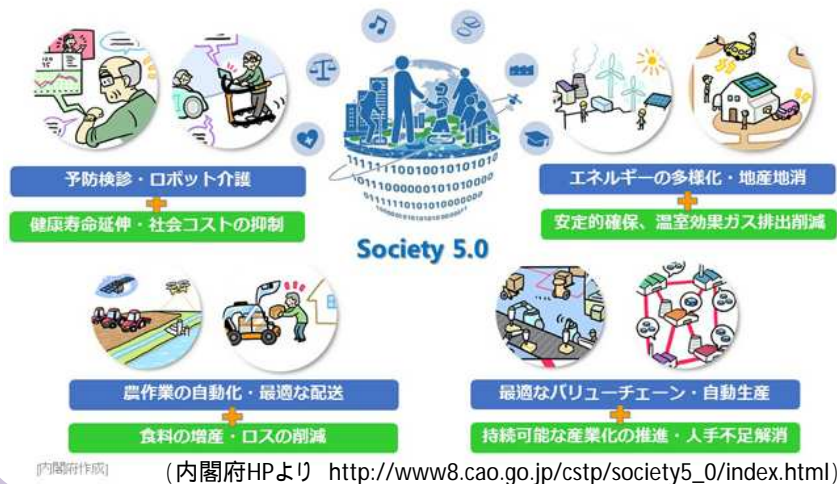 予防検診・ロボット介護
健康寿命延伸・社会コストの抑制
エネルギーの多様化・地産地消
安定的確保、温室効果ガス排出削減
Society 5.0
農作業の自動化・最適な配送
食料の増産・ロスの削減
最適なバリューチェーン・自動生産
持続可能な産業化の推進・人手不足解消
[内閣府作成]
(内閣府HPより http://www8.cao.go.jp/cstp/society5_0/index.html)